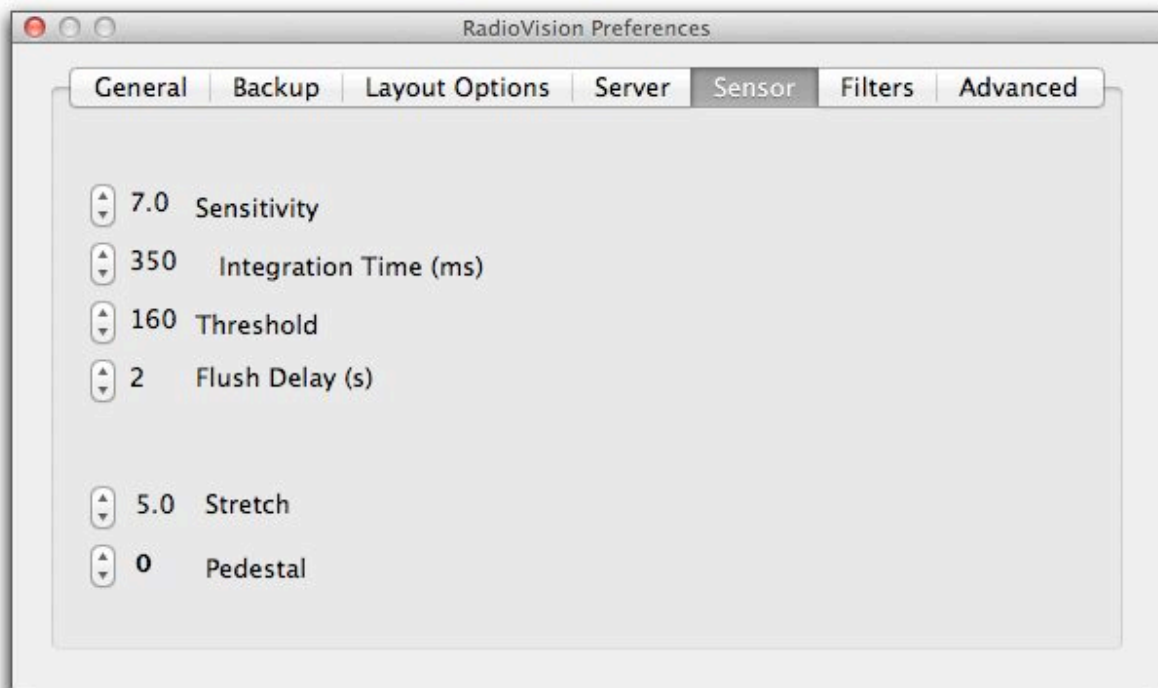 RadioVision Preferences
General Backup Layout Options Server Sensor Filters Advanced
7.0 Sensitivity
350 Integration Time (ms)
160 Threshold
2 Flush Delay (s)
5.0 Stretch
0 Pedestal